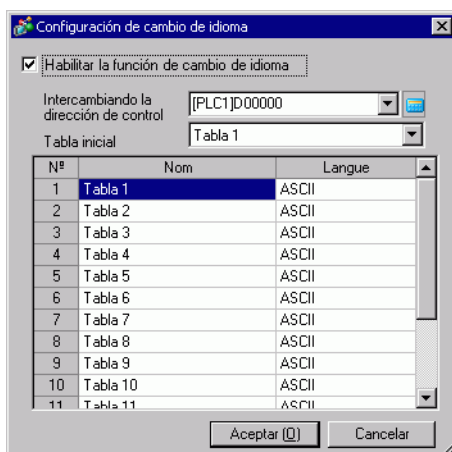 Configuración de cambio de idioma
Habilitar la función de cambio de idioma
Intercambiando la
dirección de control
[PLC1]D00000
Tabla inicial
Tabla 1
Nº Nom Langue
1 Tabla 1 ASCII
2 Tabla 2 ASCII
3 Tabla 3 ASCII
4 Tabla 4 ASCII
5 Tabla 5 ASCII
6 Tabla 6 ASCII
7 Tabla 7 ASCII
8 Tabla 8 ASCII
9 Tabla 9 ASCII
10 Tabla 10 ASCII
11 Tabla 11 ASCII
Aceptar (O) Cancelar